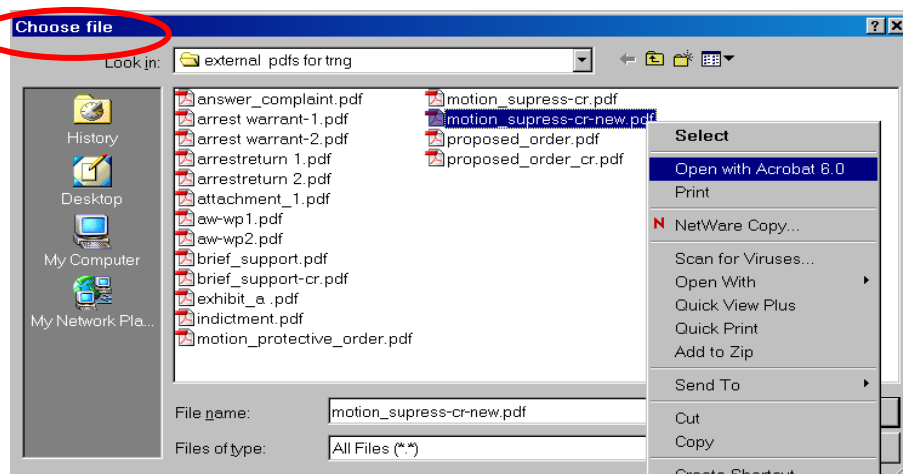 Choose file
Look in:
external pdfs for trng
History
Desktop
My Computer
My Network Pla...
answer_complaint.pdf
arrest warrant-1.pdf
arrest warrant-2.pdf
arrestreturn 1.pdf
arrestreturn 2.pdf
attachment_1.pdf
aw-wp1.pdf
aw-wp2.pdf
brief_support.pdf
brief_support-cr.pdf
exhibit_a .pdf
indictment.pdf
motion_protective_order.pdf
motion_supress-cr.pdf
motion_supress-cr-new.pdf
proposed_order.pdf
proposed_order_cr.pdf
Select
Open with Acrobat 6.0
Print
NetWare Copy...
Scan for Viruses...
Open With
Quick View Plus
Quick Print
Add to Zip
Send To
Cut
Copy
Create Shortcut
File name:
motion_supress-cr-new.pdf
Files of type:
All Files (*.*)